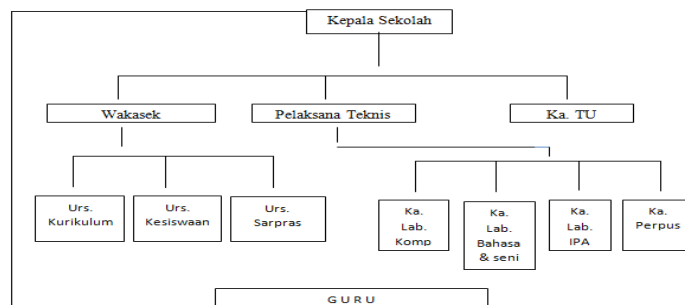 Kepala Sekolah
Wakasek
Pelaksana Teknis
Ka. TU
Urs.
Kurikulum
Urs.
Kesiswaan
Urs.
Sarpras
Ka.
Lab.
Komp
Ka.
Lab.
Bahasa
& seni
Ka.
Lab.
IPA
Ka.
Perpus
G U R U